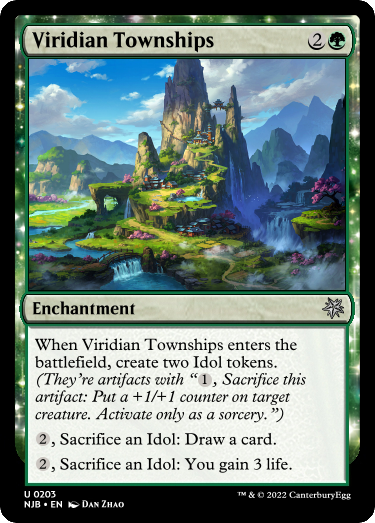 Viridian Townships 2
Enchantment
When Viridian Townships enters the
battlefield, create two Idol tokens.
(They're artifacts with “1, Sacrifice this
artifact: Put a +1/+1 counter on target
creature. Activate only as a sorcery.”)
2, Sacrifice an Idol: Draw a card.
2, Sacrifice an Idol: You gain 3 life.
U 0203
NJB • EN Dan Zhao
™ & © 2022 CanterburyEgg